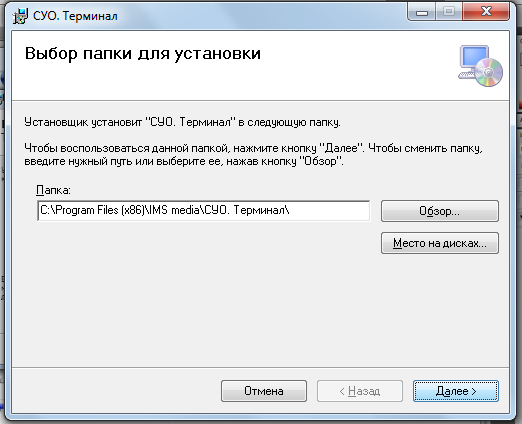 СУО. Терминал
Выбор папки для установки
Установщик установит "СУО. Терминал" в следующую папку.
Чтобы воспользоваться данной папкой, нажмите кнопку "Далее". Чтобы сменить папку,
введите нужный путь или выберите ее, нажав кнопку "Обзор".
Папка:
C:\Program Files (x86)\IMS media\СУО. Терминал\
Обзор...
Место на дисках...
Отмена
< Назад
Далее >